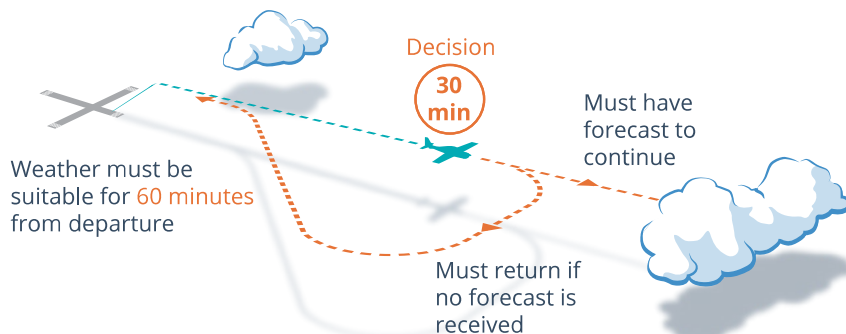 Decision
30
min
Must have
forecast to
continue
Weather must be
suitable for 60 minutes
from departure
Must return if
no forecast is
received